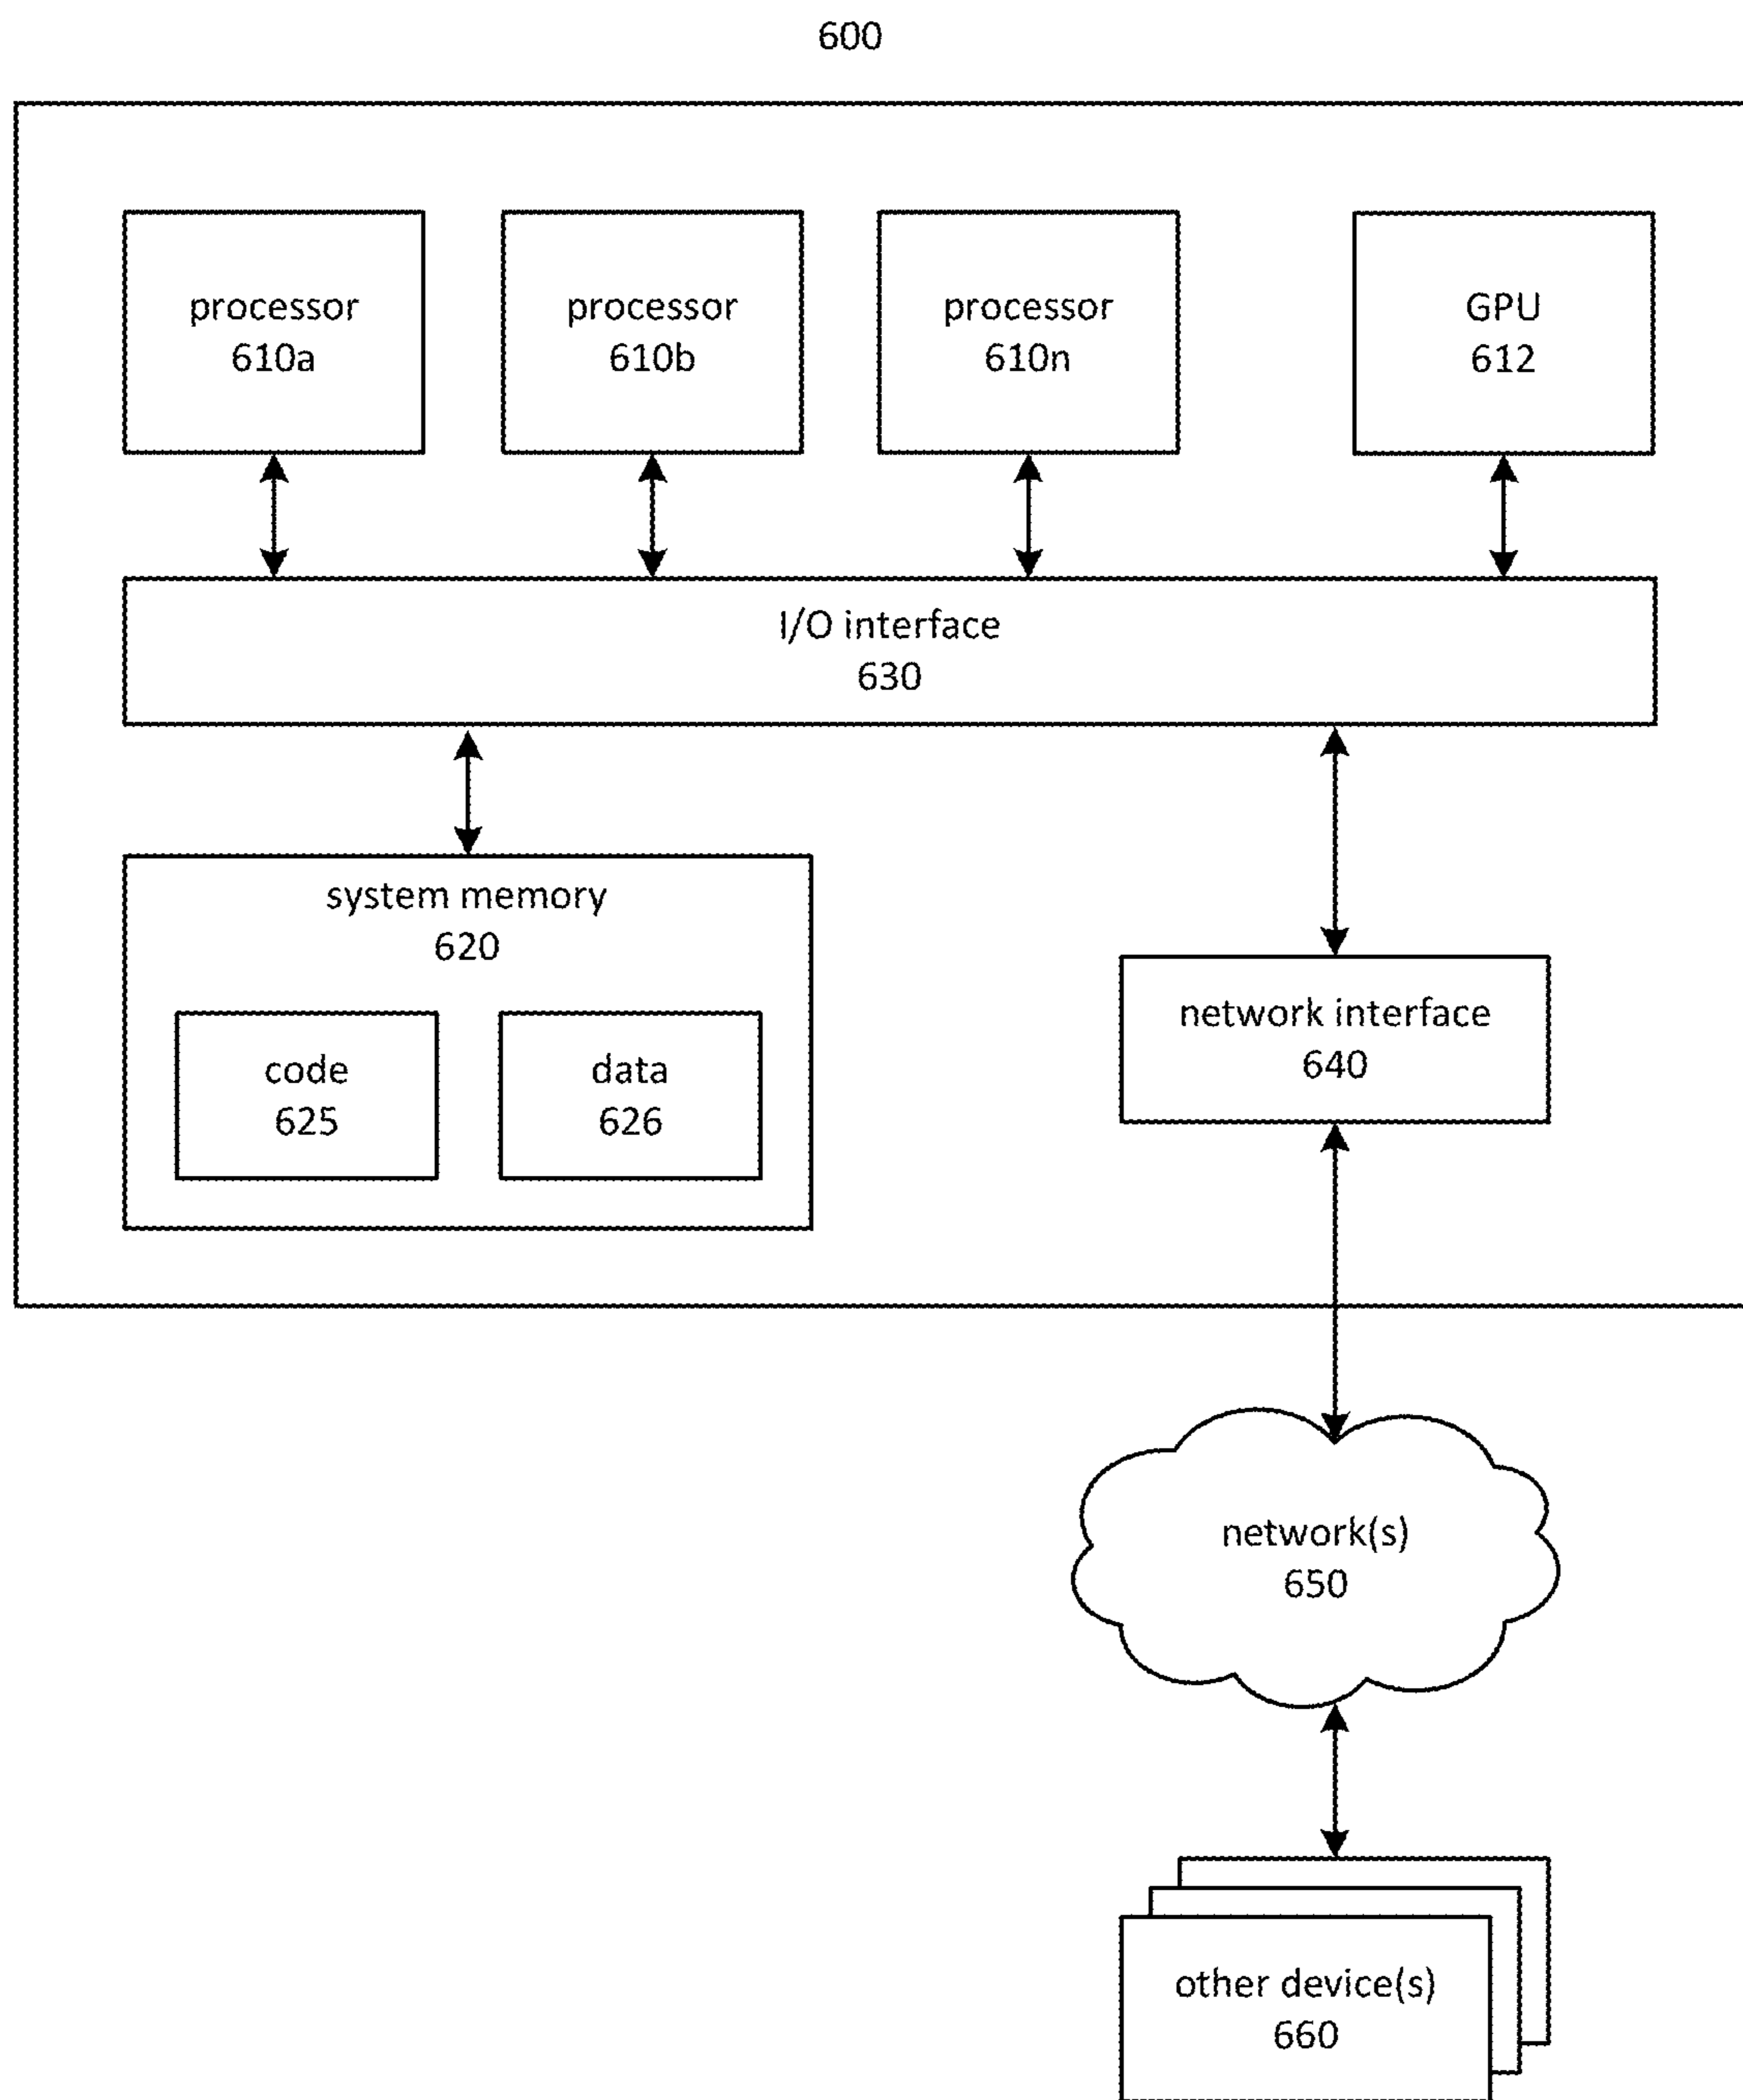 600
processor
610a
processor
610b
processor
610n
GPU
612
I/O interface
630
system memory
620
code
625
data
626
network interface
640
network(s)
650
other device(s)
660